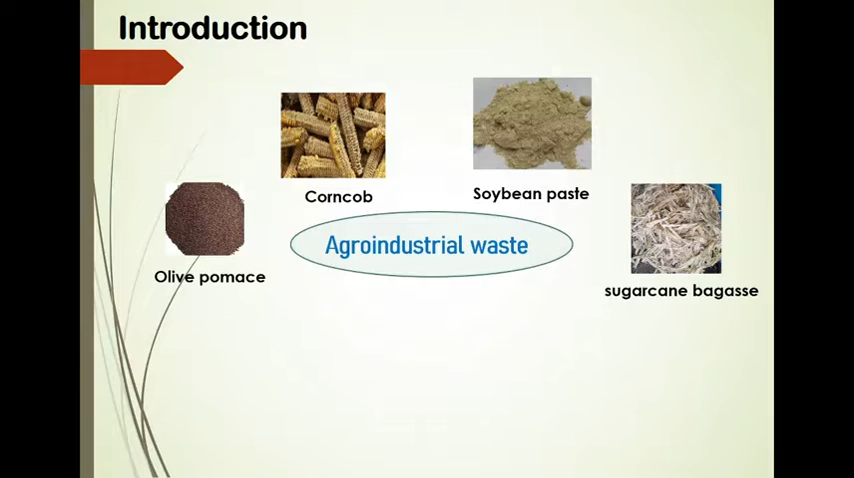 Introduction
Corncob
Soybean paste
Agroindustrial waste
Olive pomace
sugarcane bagasse